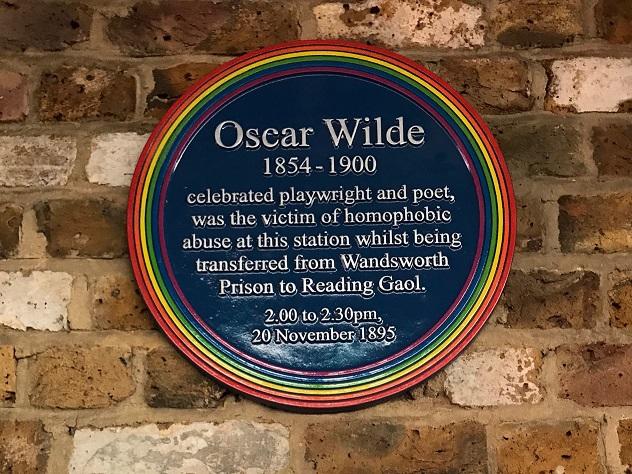 Oscar Wilde
1854 - 1900
celebrated playwright and poet,
was the victim of homophobic
abuse at this station whilst being
transferred from Wandsworth
Prison to Reading Gaol.
2.00 to 2.30pm,
20 November 1895